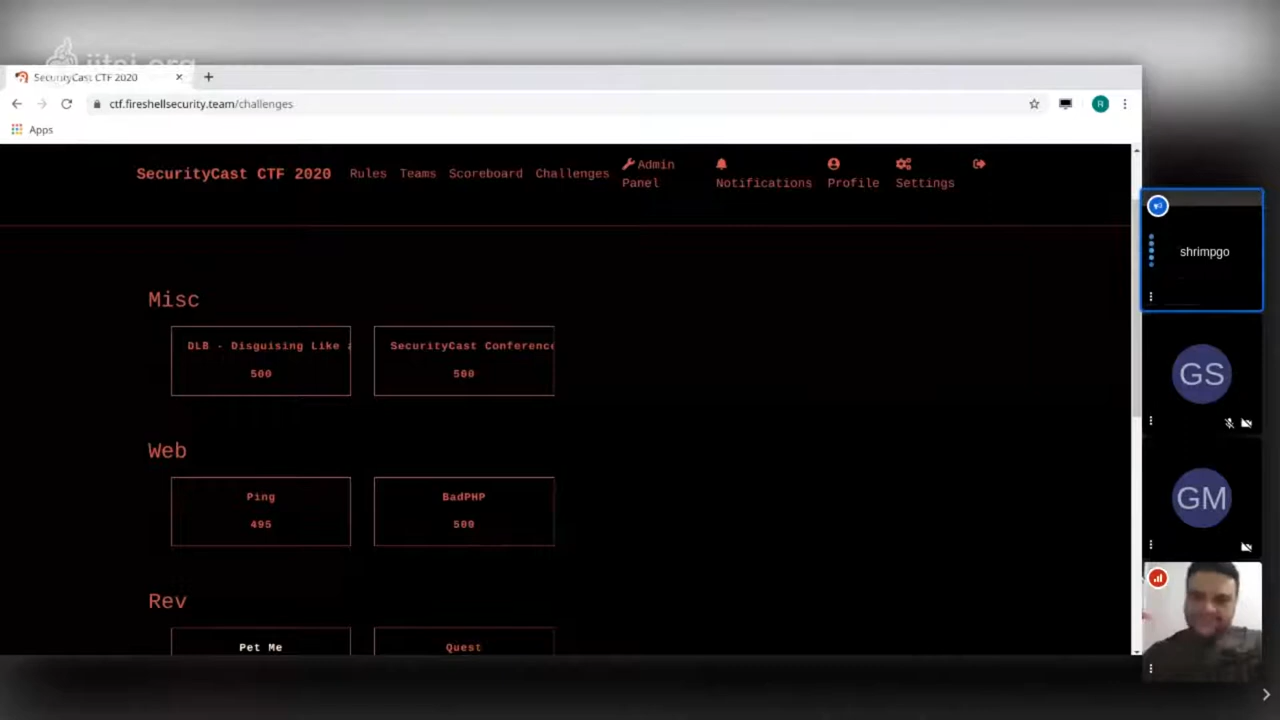 jitsi.org
SecurityCast CTF 2020
ctf.fireshellsecurity.team/challenges
R
Apps
SecurityCast CTF 2020
Rules
Teams
Scoreboard
Challenges
Admin Panel
Notifications
Profile
Settings
shrimpgo
GS
GM
Misc
DLB - Disguising Like a
500
SecurityCast Conference
500
Web
Ping
495
BadPHP
500
Rev
Pet Me
Quest